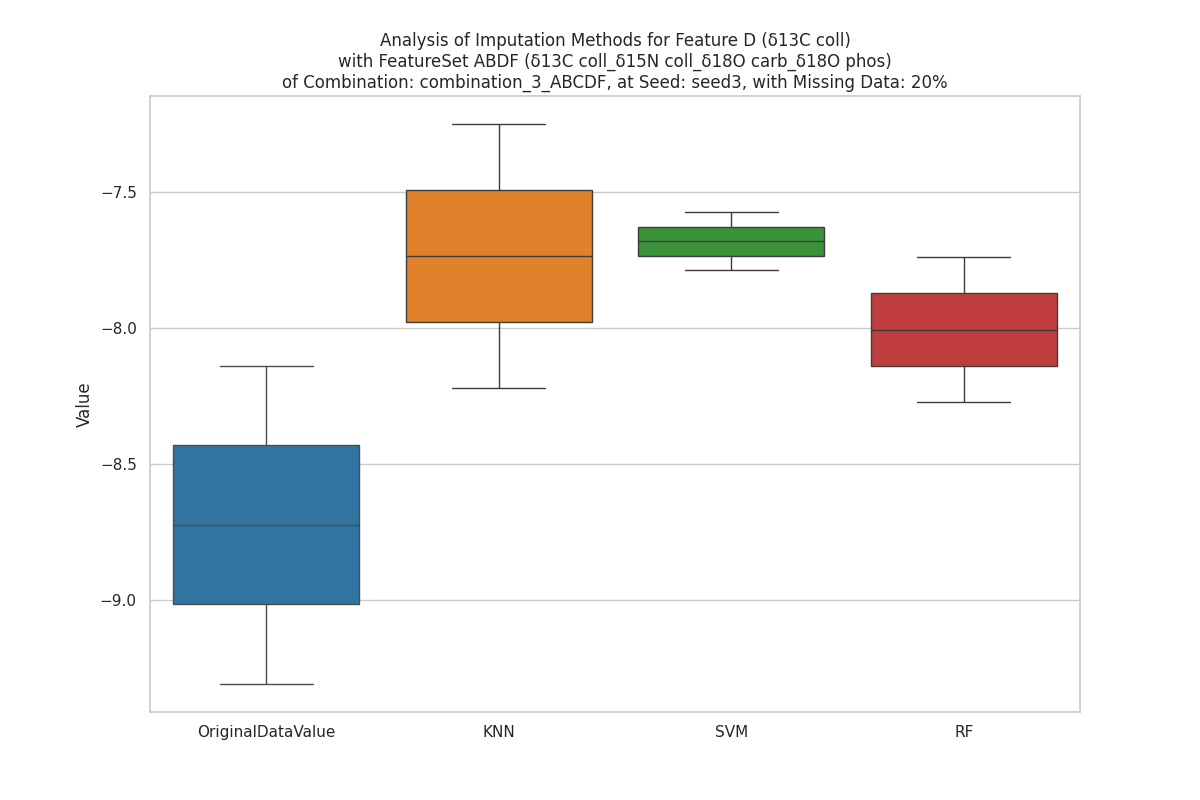 Analysis of Imputation Methods for Feature D (δ13C coll)
with FeatureSet ABDF (δ13C coll_δ15N coll_δ18O carb_δ18O phos)
of Combination: combination_3_ABCDF, at Seed: seed3, with Missing Data: 20%
−7.5
−8.0
−8.5
−9.0
Value
OriginalDataValue
KNN
SVM
RF